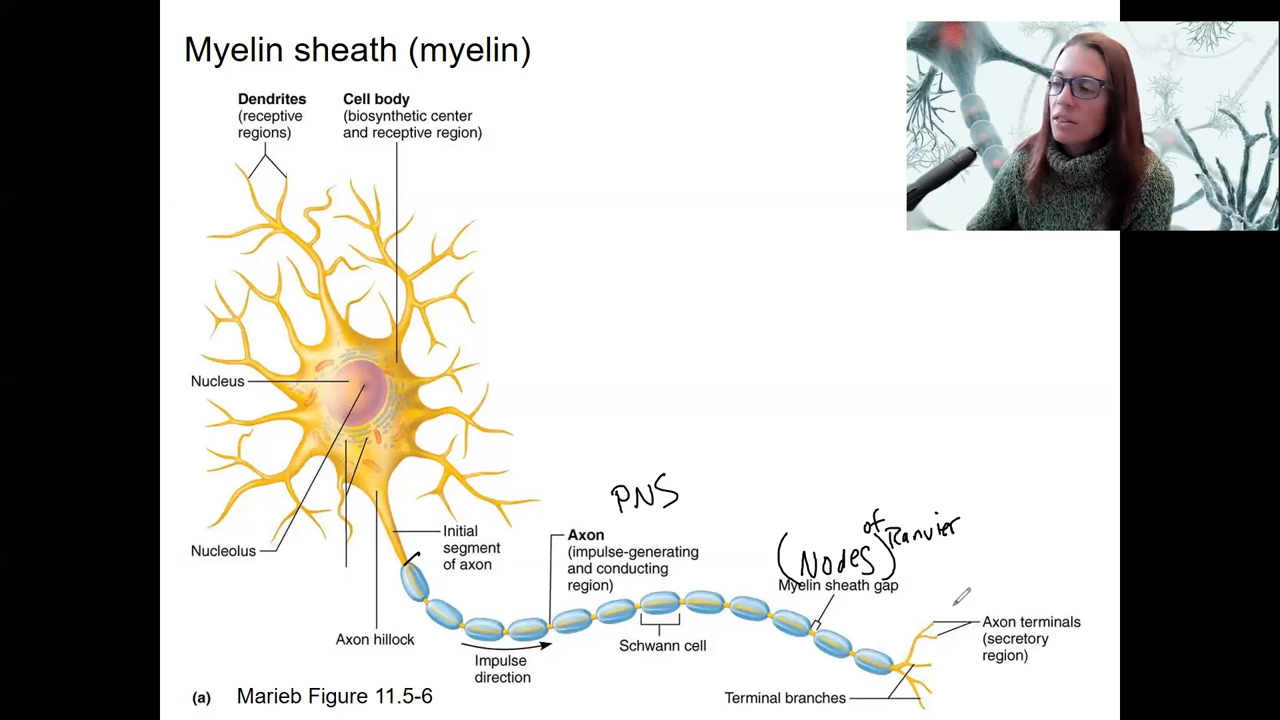 Myelin sheath (myelin)
Dendrites
(receptive
regions)
Cell body
(biosynthetic center
and receptive region)
Nucleus
Nucleolus
Initial
segment
of axon
Axon hillock
PNS
Axon
(impulse-generating
and conducting
region)
Impulse
direction
Schwann cell
(Nodes) of Ranvier
Myelin sheath gap
Axon terminals
(secretory
region)
Terminal branches
(a) Marieb Figure 11.5-6